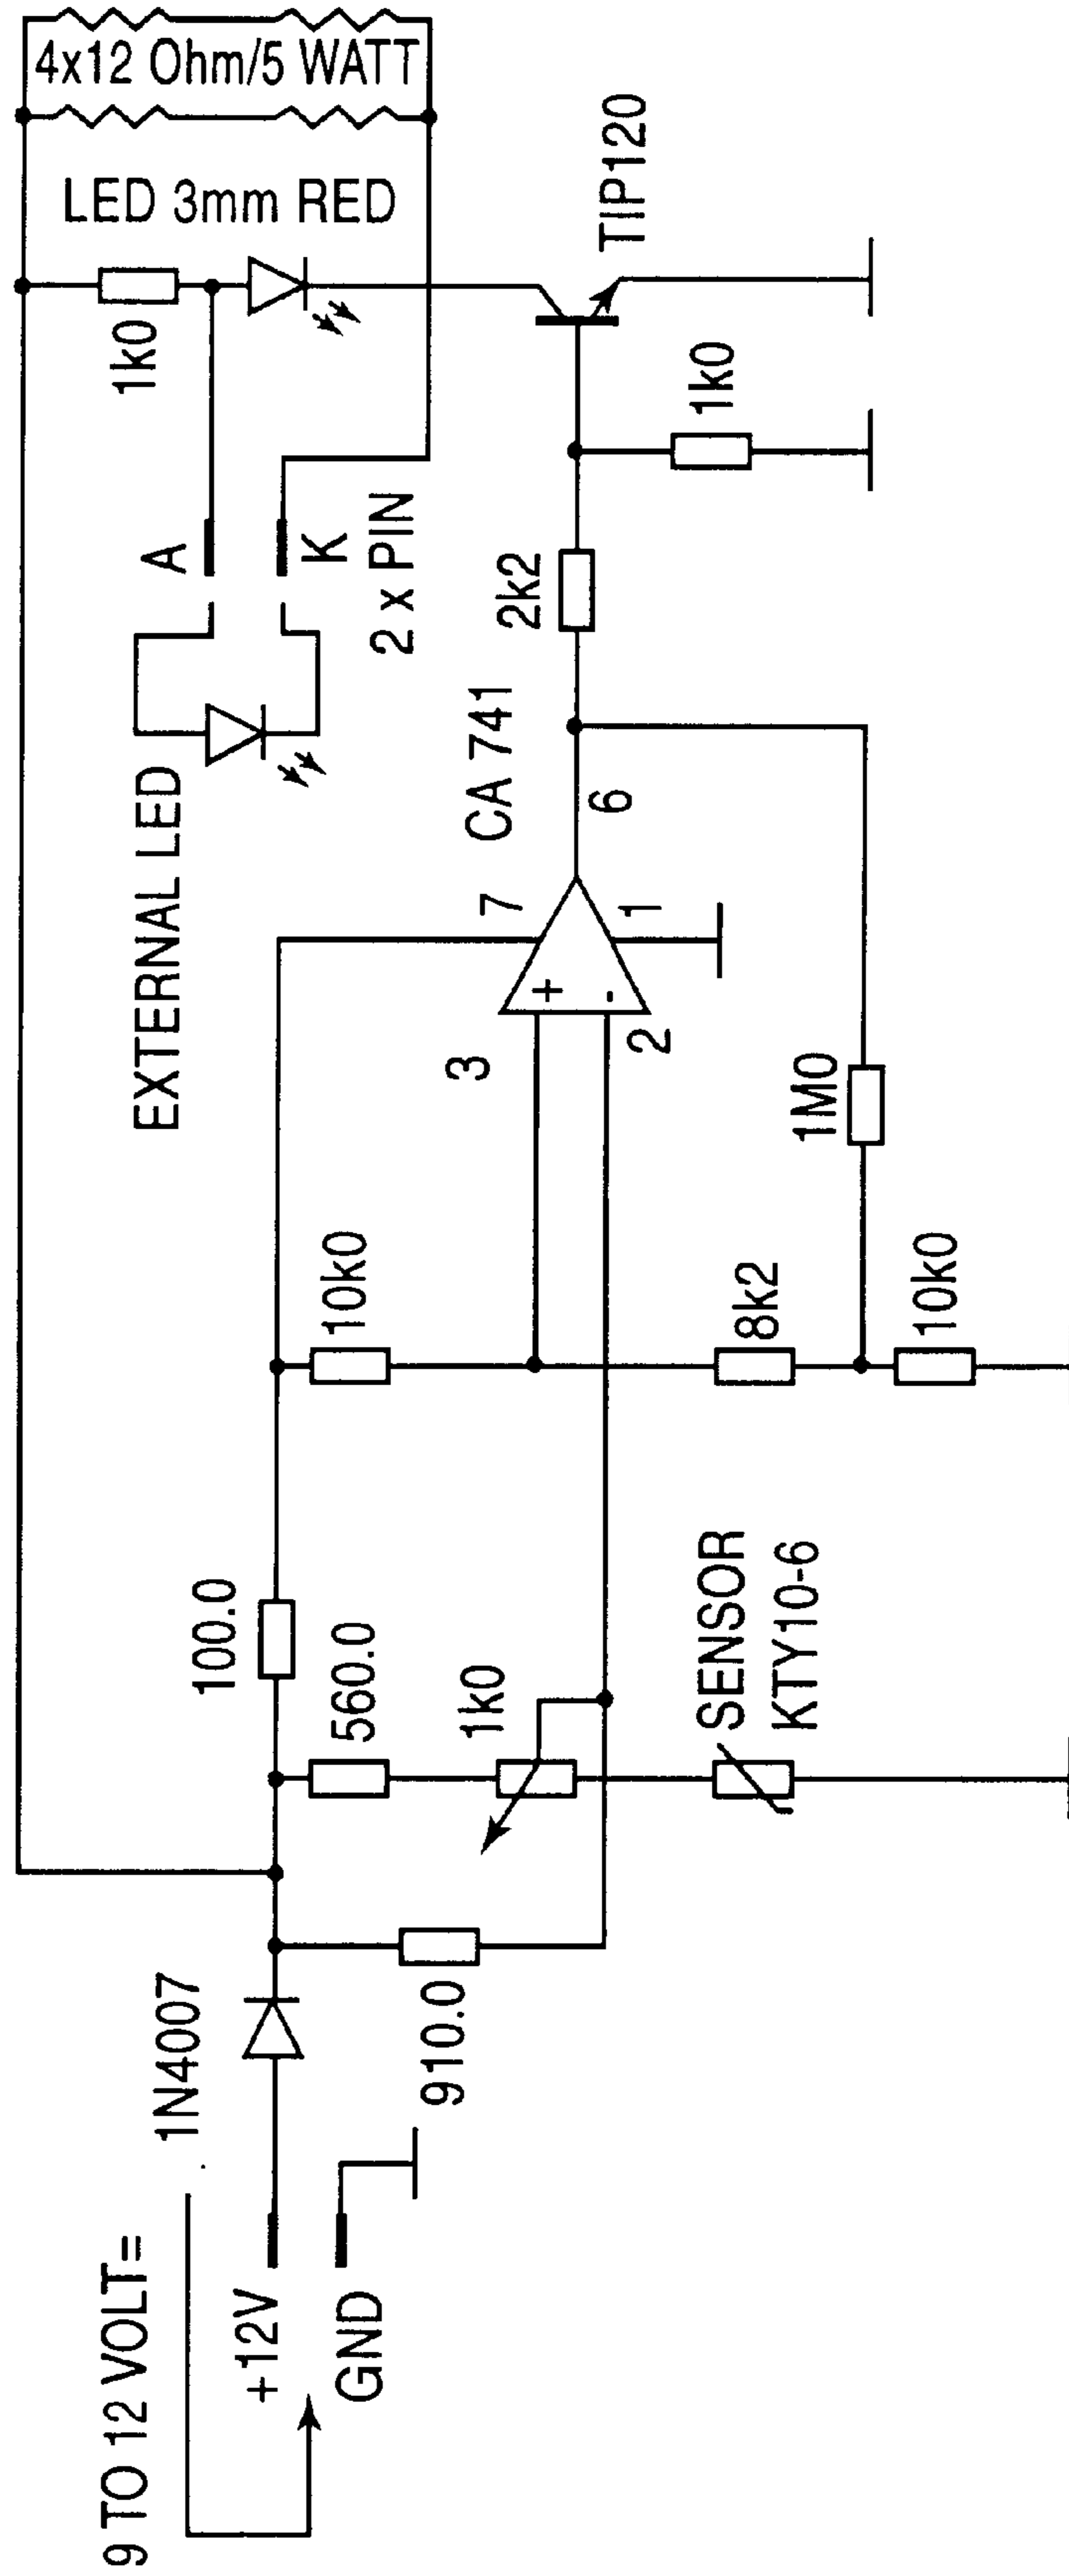 9 TO 12 VOLT=
+12V
GND
1N4007
910.0
100.0
560.0
1k0
SENSOR
KTY10-6
10k0
8k2
10k0
1M0
3
2
+
-
7
1
6
CA 741
2k2
1k0
TIP120
EXTERNAL LED
A
K
2 x PIN
1k0
LED 3mm RED
4x12 Ohm/5 WATT